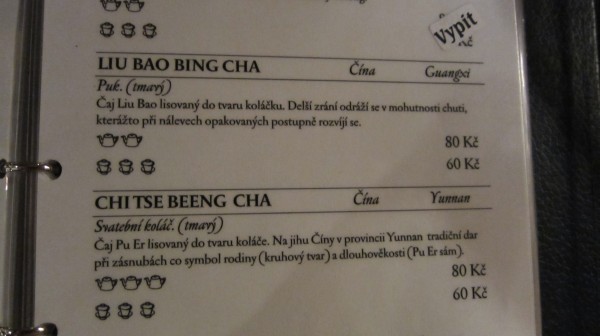 Vypit
Kč
LIU BAO BING CHA Čína Guangxi
Puk. (tmavý)
Čaj Liu Bao lisovaný do tvaru koláčku. Delší zrání odráží se v mohutnosti chuti,
kterážto při nálevech opakovaných postupně rozvíjí se.
80 Kč
60 Kč
CHI TSE BEENG CHA Čína Yunnan
Svatební koláč. (tmavý)
Čaj Pu Er lisovaný do tvaru koláče. Na jihu Číny v provincii Yunnan tradiční dar
při zásnubách co symbol rodiny (kruhový tvar) a dlouhověkosti (Pu Er sám).
80 Kč
60 Kč